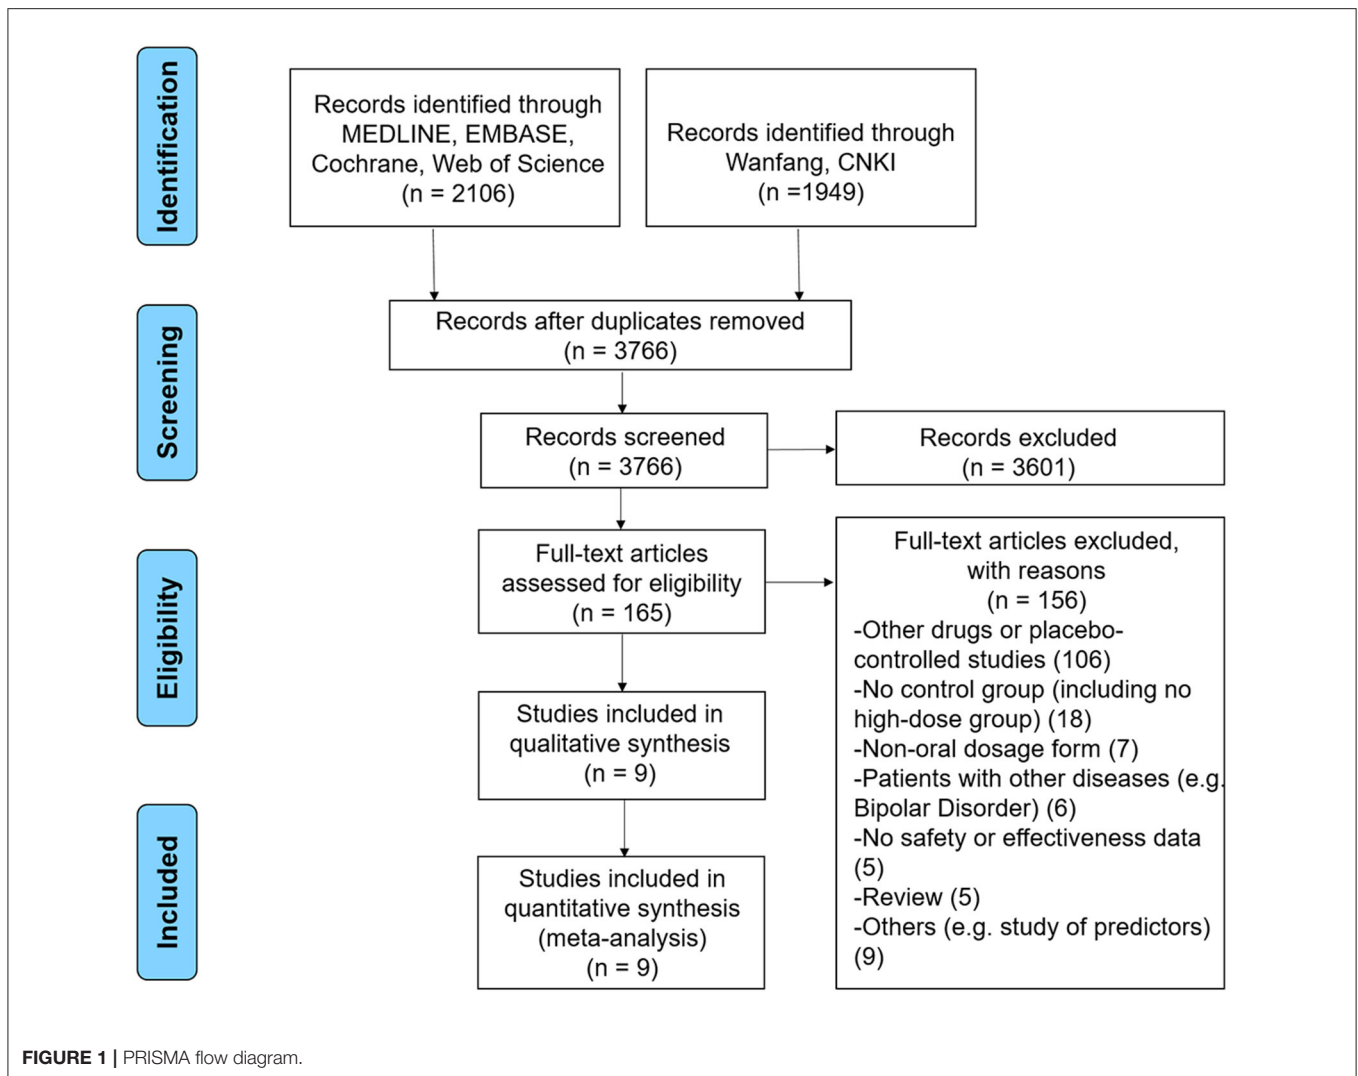 Identification
Records identified through
MEDLINE, EMBASE,
Cochrane, Web of Science
(n = 2106)
Records identified through
Wanfang, CNKI
(n =1949)
Screening
Records after duplicates removed
(n = 3766)
Records screened
(n = 3766)
Records excluded
(n = 3601)
Eligibility
Full-text articles
assessed for eligibility
(n = 165)
Full-text articles excluded,
with reasons
(n = 156)
-Other drugs or placebo-
controlled studies (106)
-No control group (including no
high-dose group) (18)
-Non-oral dosage form (7)
-Patients with other diseases (e.g.
Bipolar Disorder) (6)
-No safety or effectiveness data
(5)
-Review (5)
-Others (e.g. study of predictors)
(9)
Studies included in
qualitative synthesis
(n = 9)
Included
Studies included in
quantitative synthesis
(meta-analysis)
(n = 9)
FIGURE 1 | PRISMA flow diagram.